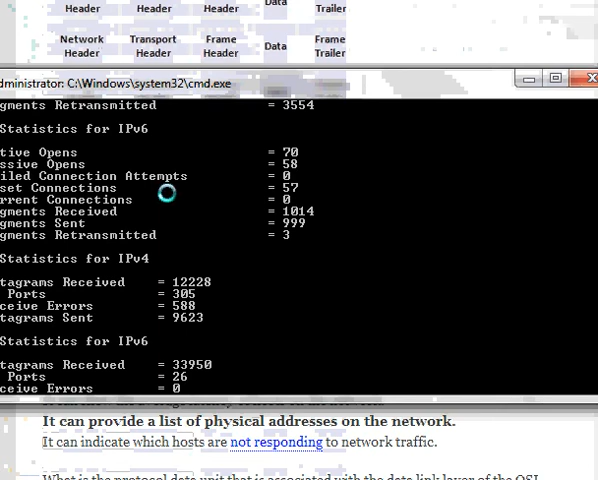 Header Header Header Data Trailer
Network Transport Frame Data Frame
Header Header Header Trailer
dministrator: C:\Windows\system32\cmd.exe
gments Retransmitted = 3554
Statistics for IPv6
tive Opens = 70
ssive Opens = 58
iled Connection Attempts = 0
set Connections = 57
rrent Connections = 0
gments Received = 1014
gments Sent = 999
gments Retransmitted = 3
Statistics for IPv4
tagrams Received = 12228
Ports = 305
ceive Errors = 588
tagrams Sent = 9623
Statistics for IPv6
tagrams Received = 33950
Ports = 26
ceive Errors = 0
It can provide a list of physical addresses on the network.
It can indicate which hosts are not responding to network traffic.
What is the protocol data unit that is associated with the data link layer of the OSI